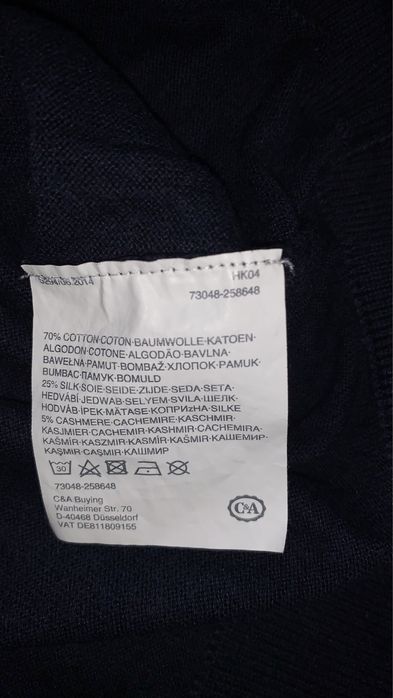 HK04
73048-258648
70% COTTON·COTON·BAUMWOLLE·KATOEN·
ALGODON·COTONE·ALGODÃO·BAVLNA·
BAWEŁNA·PAMUT·BOMBAŽ·ХЛОПОК·PAMUK·
BUMBAC·ПАМУК·BOMULD
25% SILK·SOIE·SEIDE·ZIJDE·SEDA·SETA·
HEDVÁBÍ·JEDWAB·SELYEM·SVILA·ШЕЛК·
HODVÁB·İPEK·MĂTASE·КОПРИНА·SILKE
5% CASHMERE·CACHEMIRE·KASCHMIR·
KASJMIER·CACHEMIR·KASHMIR·CACHEMIRA·
KAŠMÍR·KASZMIR·KASMÍR·KAŠMIR·КАШЕМИР·
KAŞMIR·CAŞMIR·КАШМИР
30
73048-258648
C&A Buying
Wanheimer Str. 70
D-40468 Düsseldorf
VAT DE811809155
C&A